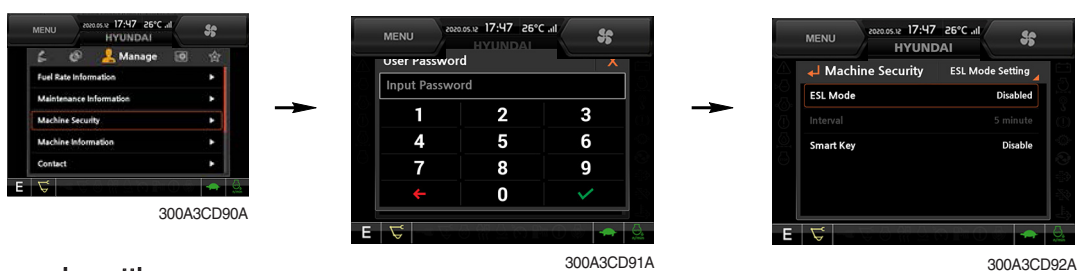 MENU
2020.05.12 17:47 26°C
HYUNDAI
Manage
Fuel Rate Information
Maintenance Information
Machine Security
Machine Information
Contact
E
300A3CD90A
MENU
2020.05.12 17:47 26°C
HYUNDAI
User Password X
Input Password
1 2 3
4 5 6
7 8 9
0
E
300A3CD91A
MENU
2020.05.12 17:47 26°C
HYUNDAI
Machine Security ESL Mode Setting
ESL Mode Disabled
Interval 5 minute
Smart Key Disable
E
300A3CD92A